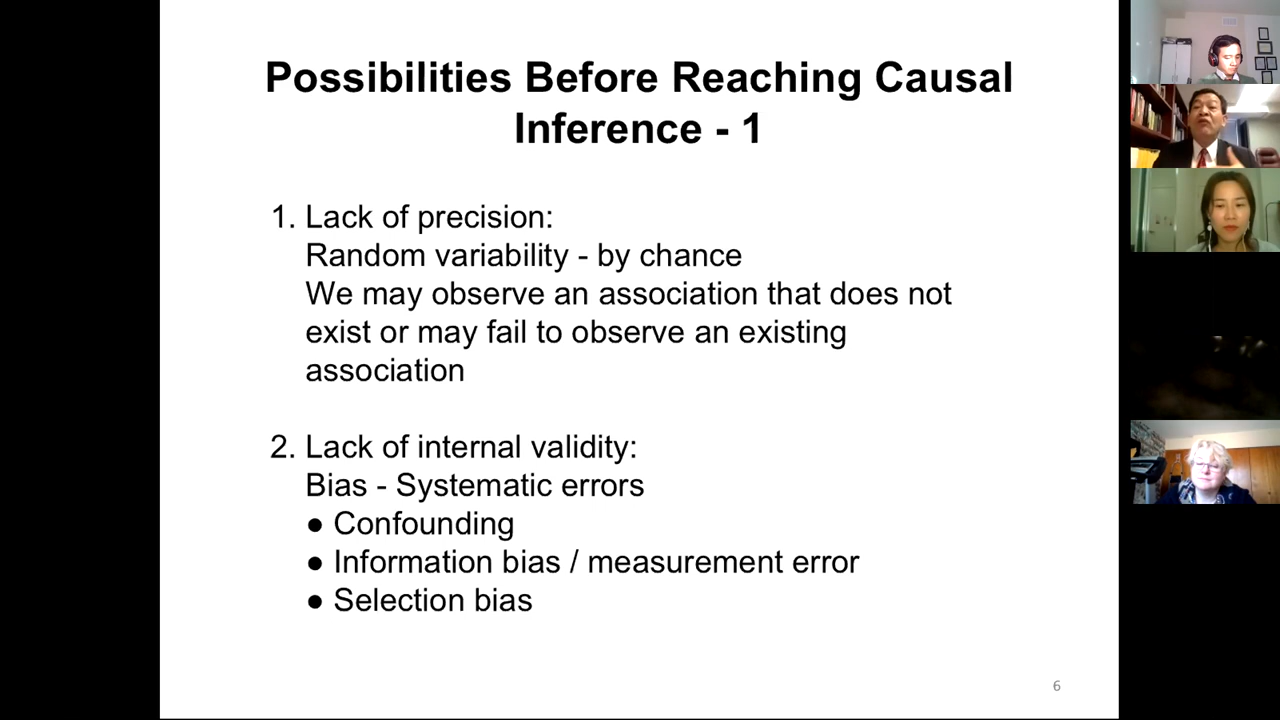 Possibilities Before Reaching Causal
Inference - 1
1. Lack of precision:
Random variability - by chance
We may observe an association that does not
exist or may fail to observe an existing
association
2. Lack of internal validity:
Bias - Systematic errors
● Confounding
● Information bias / measurement error
● Selection bias
6